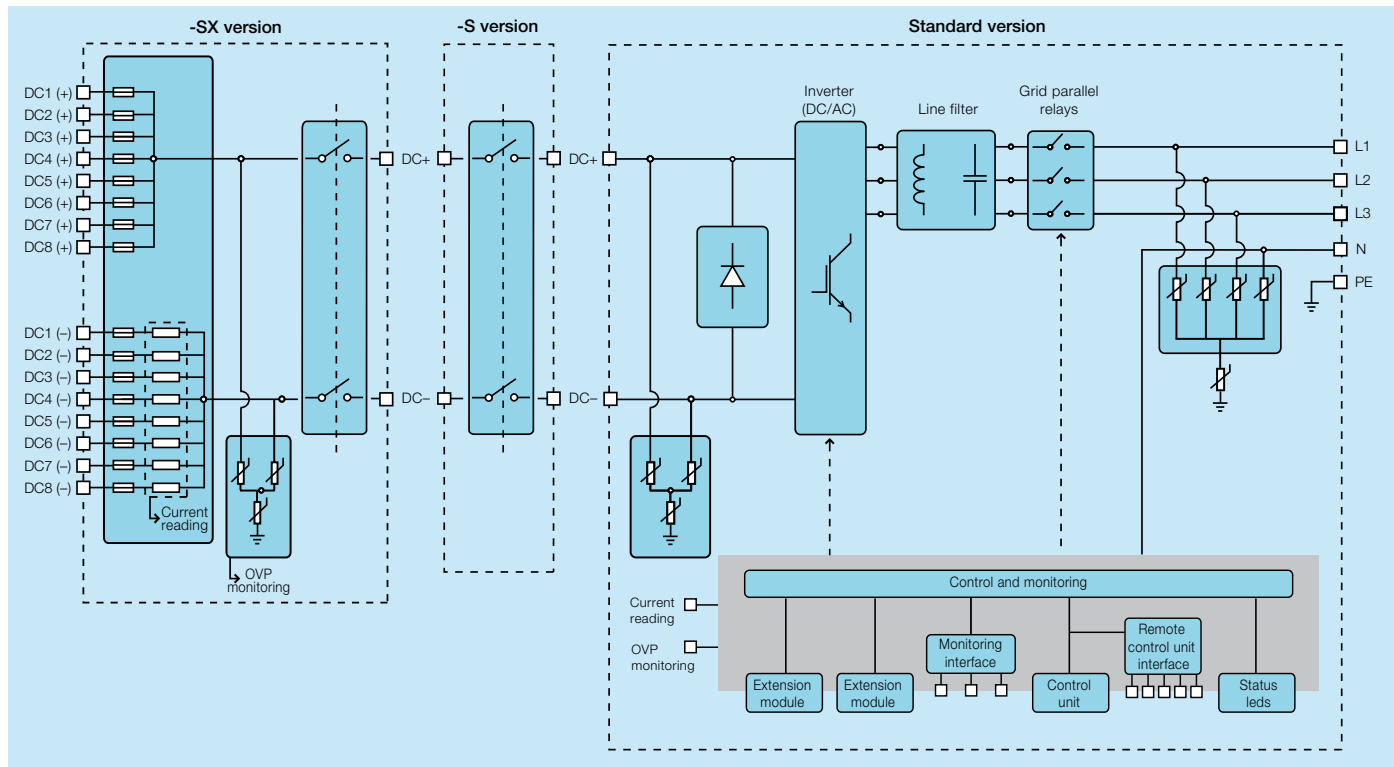 -SX version
-S version
Standard version
DC1 (+)
DC2 (+)
DC3 (+)
DC4 (+)
DC5 (+)
DC6 (+)
DC7 (+)
DC8 (+)
DC1 (–)
DC2 (–)
DC3 (–)
DC4 (–)
DC5 (–)
DC6 (–)
DC7 (–)
DC8 (–)
Current
reading
OVP
monitoring
DC+
DC–
DC+
DC–
Inverter
(DC/AC)
Line filter
Grid parallel
relays
L1
L2
L3
N
PE
Current
reading
OVP
monitoring
Control and monitoring
Extension
module
Extension
module
Monitoring
interface
Control
unit
Remote
control unit
interface
Status
leds